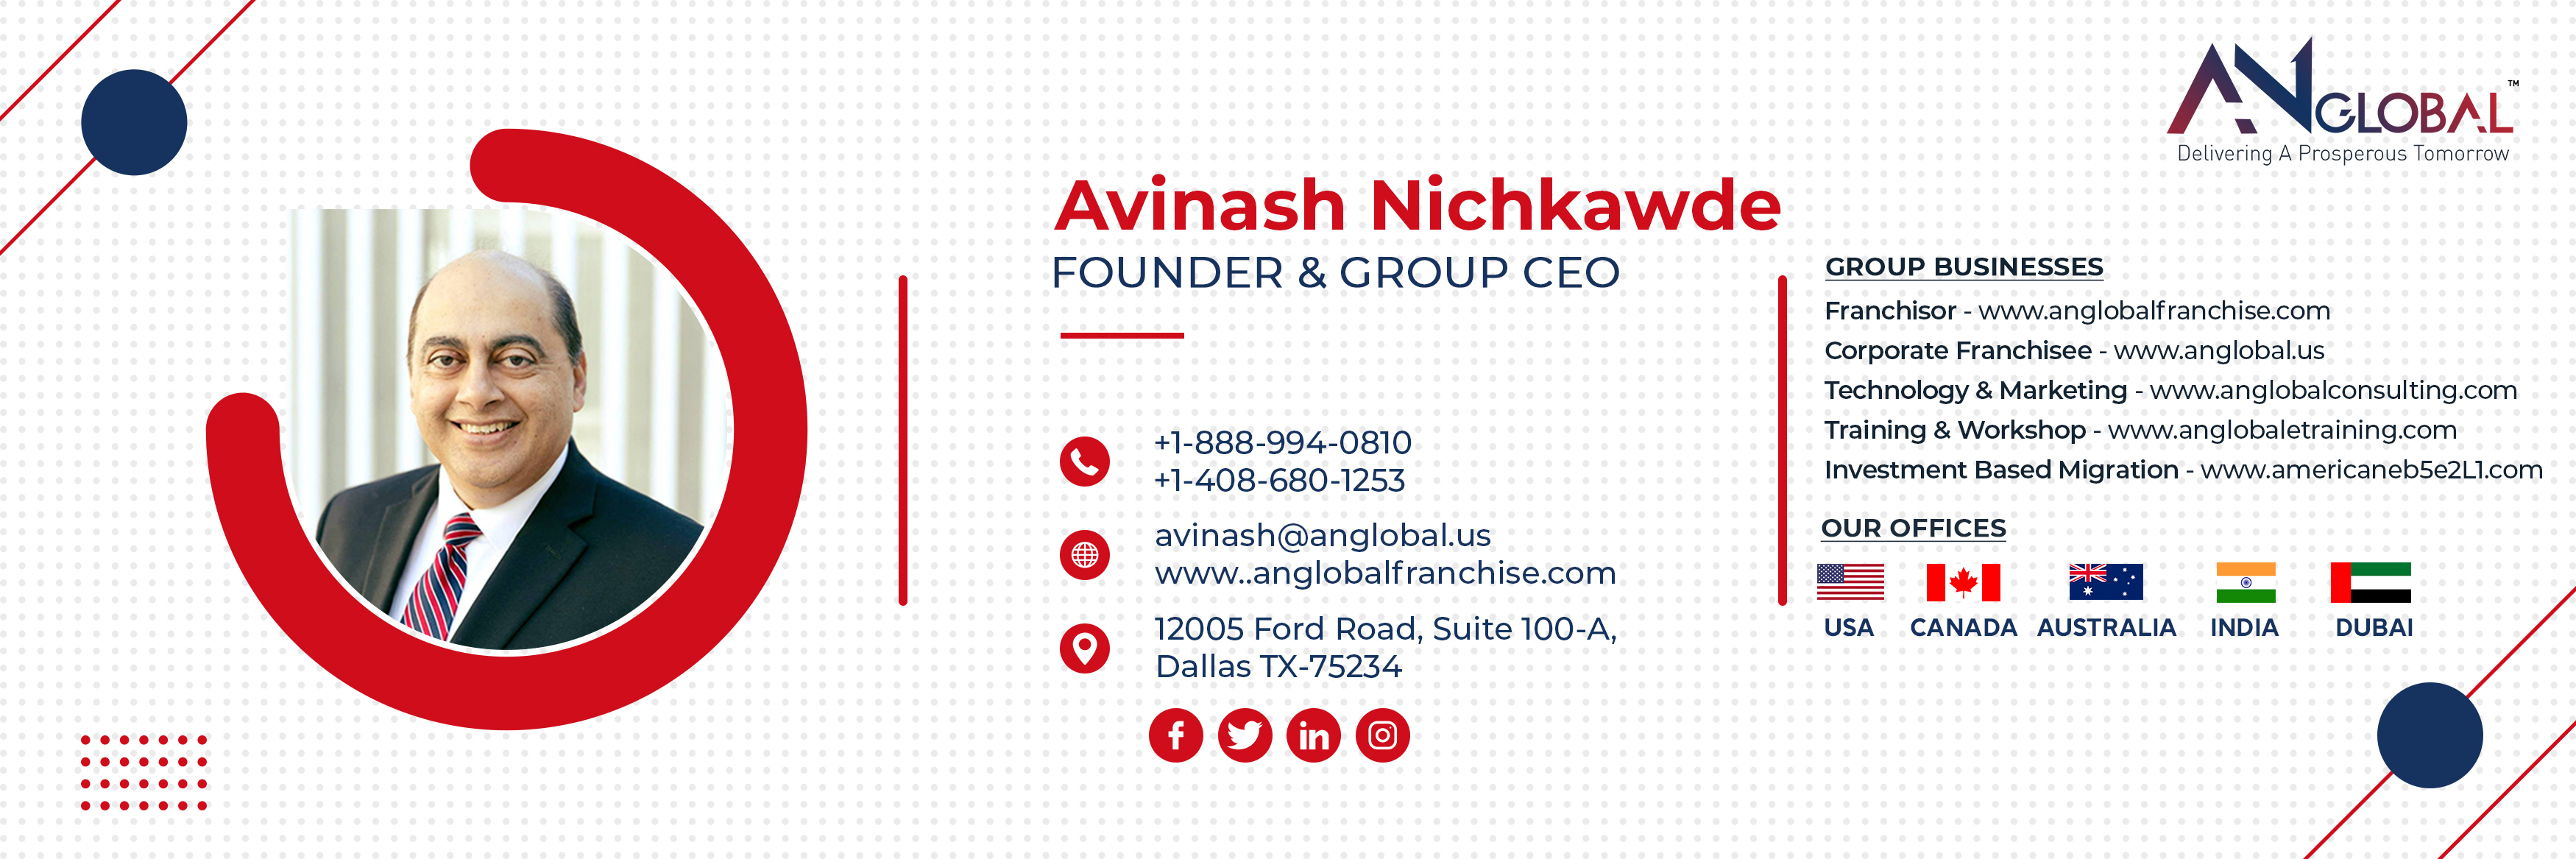 ANGLOBAL™
Delivering A Prosperous Tomorrow
Avinash Nichkawde
FOUNDER & GROUP CEO
+1-888-994-0810
+1-408-680-1253
avinash@anglobal.us
www..anglobalfranchise.com
12005 Ford Road, Suite 100-A,
Dallas TX-75234
GROUP BUSINESSES
Franchisor - www.anglobalfranchise.com
Corporate Franchisee - www.anglobal.us
Technology & Marketing - www.anglobalconsulting.com
Training & Workshop - www.anglobaletraining.com
Investment Based Migration - www.americaneb5e2L1.com
OUR OFFICES
USA CANADA AUSTRALIA INDIA DUBAI